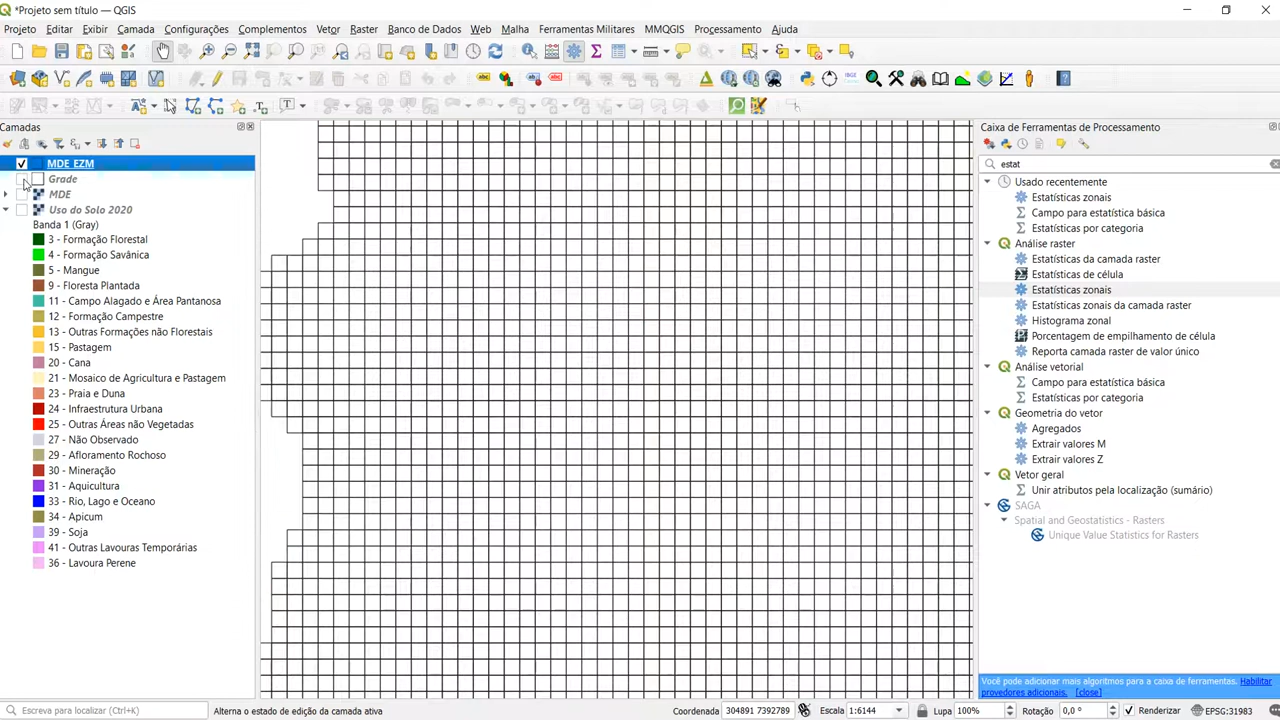 *Projeto sem título — QGIS
Projeto Editar Exibir Camada Configurações Complementos Vetor Raster Banco de Dados Web Malha Ferramentas Militares MMQGIS Processamento Ajuda
Camadas
MDE_EZM
Grade
MDE
Uso do Solo 2020
Banda 1 (Gray)
3 - Formação Florestal
4 - Formação Savânica
5 - Mangue
9 - Floresta Plantada
11 - Campo Alagado e Área Pantanosa
12 - Formação Campestre
13 - Outras Formações não Florestais
15 - Pastagem
20 - Cana
21 - Mosaico de Agricultura e Pastagem
23 - Praia e Duna
24 - Infraestrutura Urbana
25 - Outras Áreas não Vegetadas
27 - Não Observado
29 - Afloramento Rochoso
30 - Mineração
31 - Aquicultura
33 - Rio, Lago e Oceano
34 - Apicum
39 - Soja
41 - Outras Lavouras Temporárias
36 - Lavoura Perene
Caixa de Ferramentas de Processamento
estat
Usado recentemente
Estatísticas zonais
Campo para estatística básica
Estatísticas por categoria
Análise raster
Estatísticas da camada raster
Estatísticas de célula
Estatísticas zonais
Estatísticas zonais da camada raster
Histograma zonal
Porcentagem de empilhamento de célula
Reporta camada raster de valor único
Análise vetorial
Campo para estatística básica
Estatísticas por categoria
Geometria do vetor
Agregados
Extrair valores M
Extrair valores Z
Vetor geral
Unir atributos pela localização (sumário)
SAGA
Spatial and Geostatistics - Rasters
Unique Value Statistics for Rasters
Você pode adicionar mais algoritmos para a caixa de ferramentas. Habilitar
provedores adicionais. [close]
Escreva para localizar (Ctrl+K) Alterna o estado de edição da camada ativa Coordenada 304891 7392789 Escala 1:6144 Lupa 100% Rotação 0,0 ° Renderizar EPSG:31983